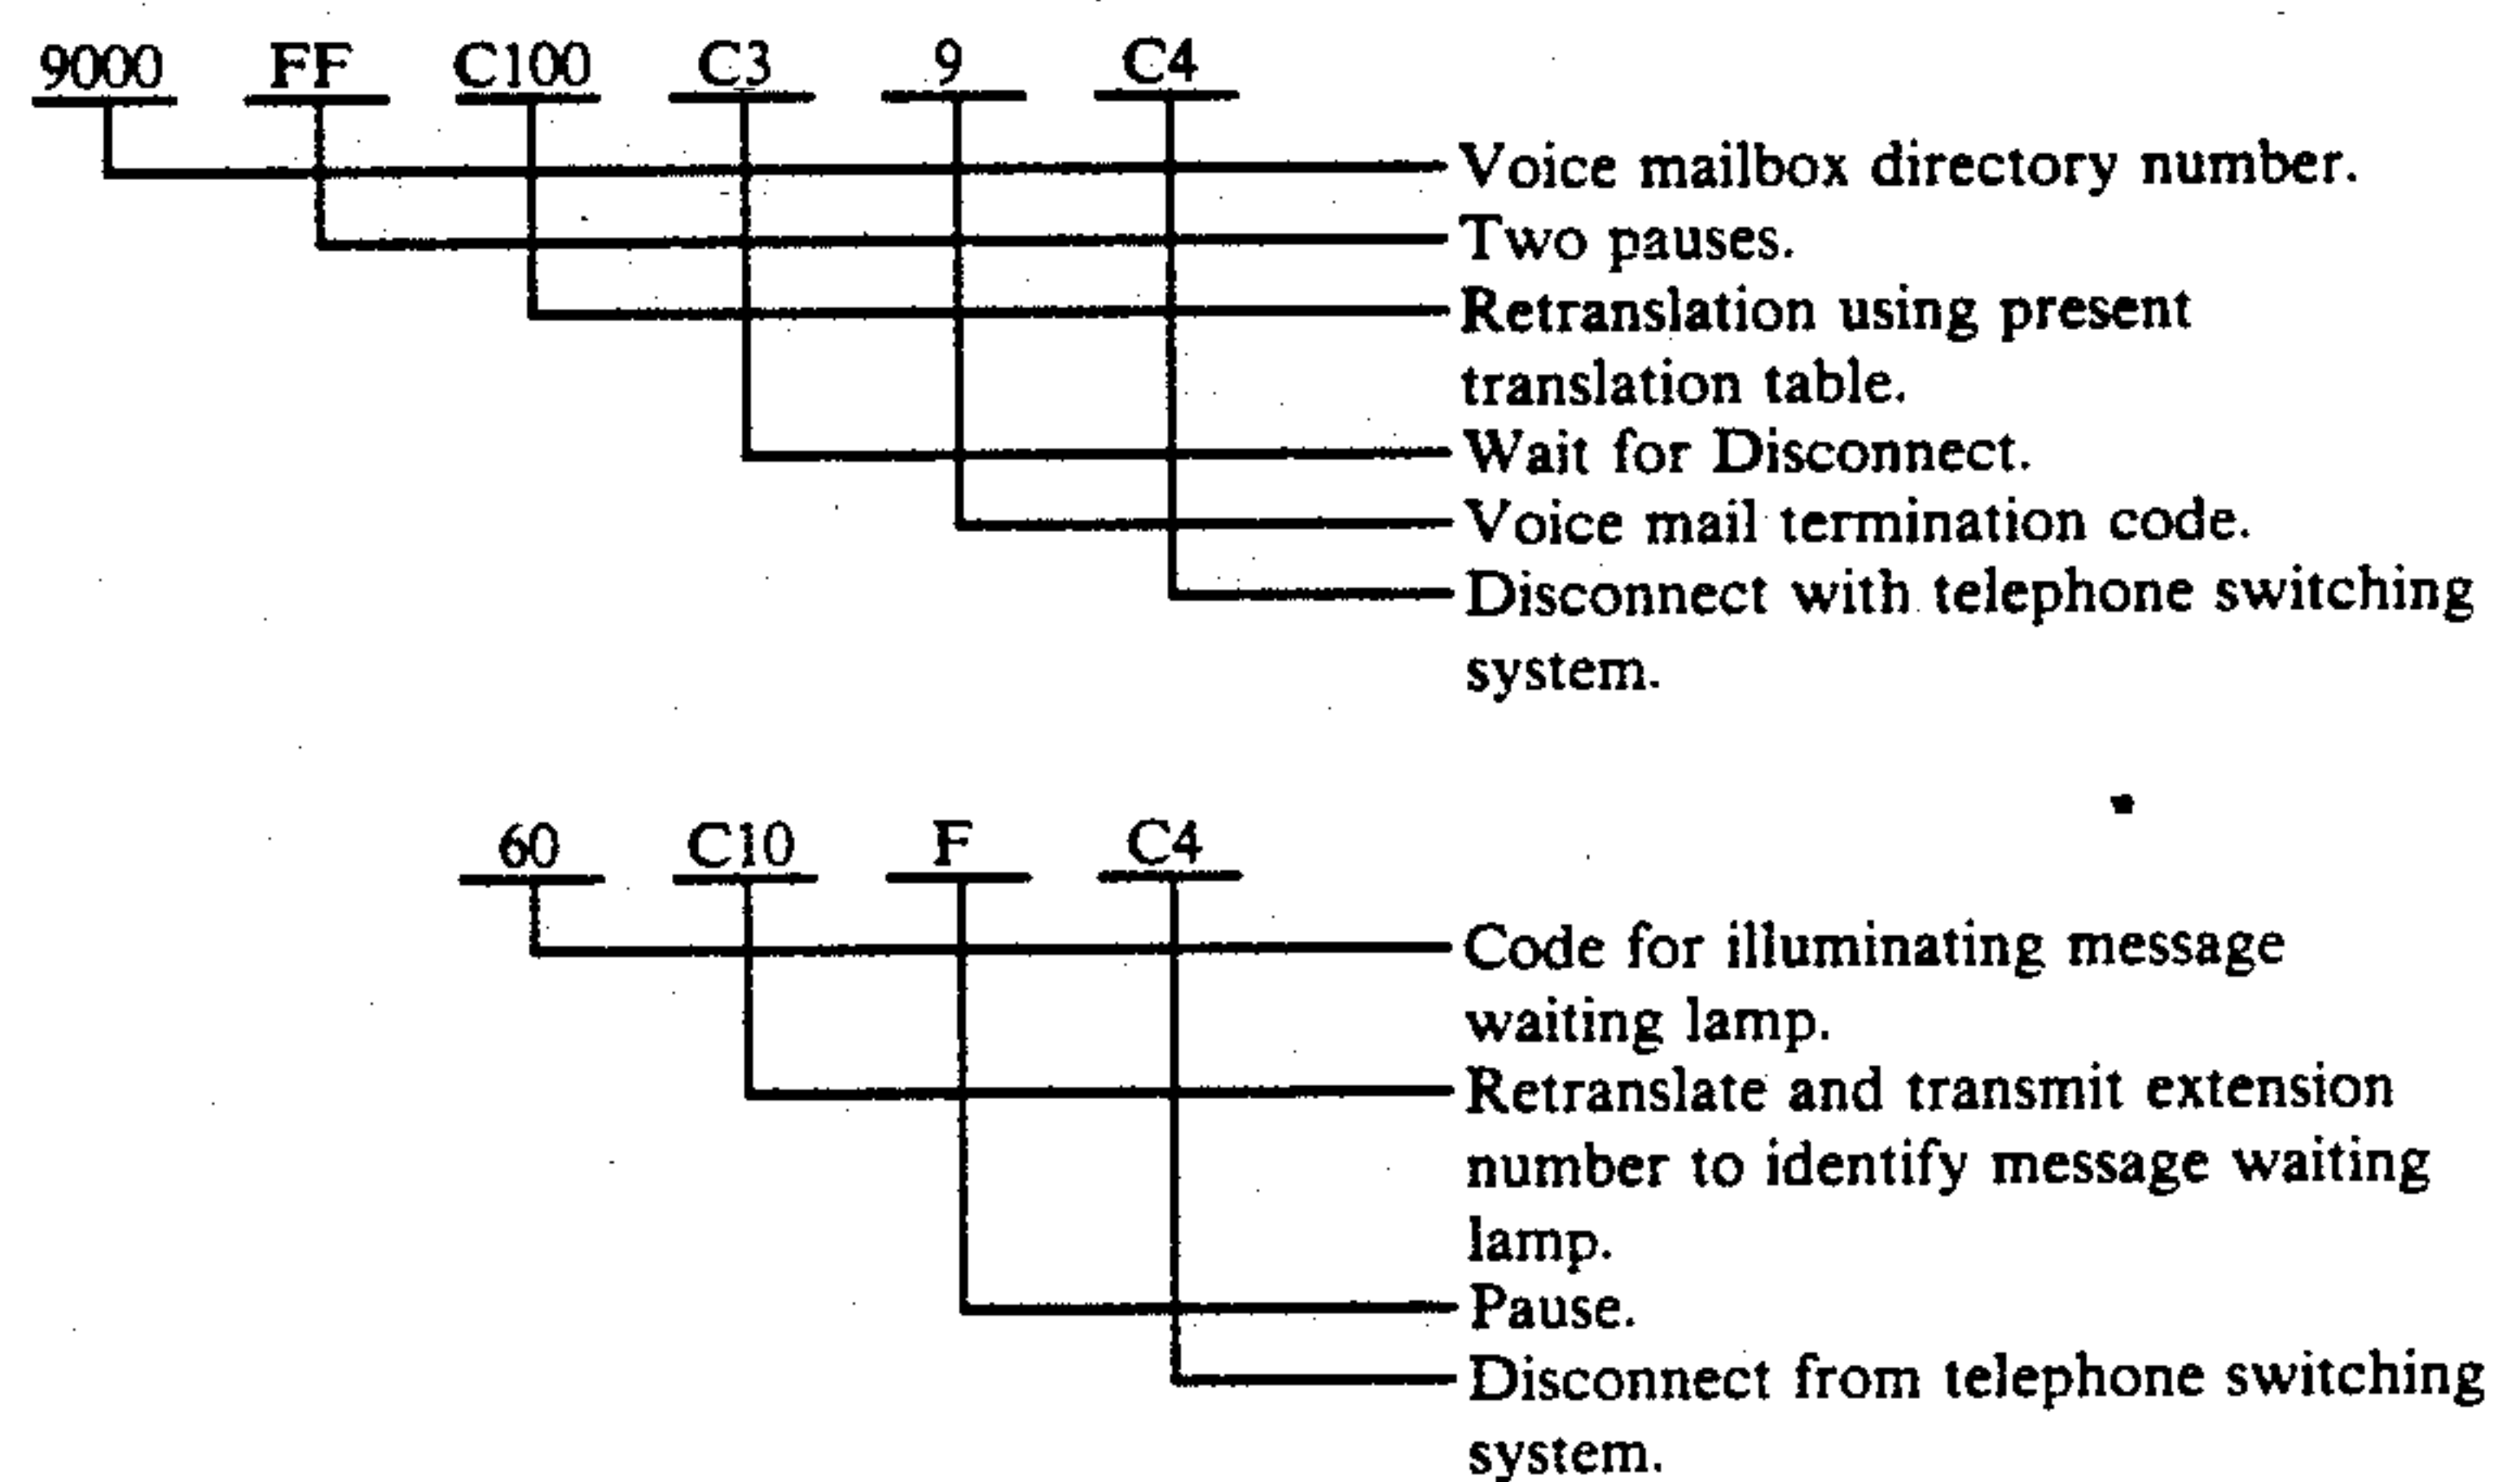 9000 FF C100 C3 9 C4
Voice mailbox directory number.
Two pauses.
Retranslation using present
translation table.
Wait for Disconnect.
Voice mail termination code.
Disconnect with telephone switching
system.
60 C10 F C4
Code for illuminating message
waiting lamp.
Retranslate and transmit extension
number to identify message waiting
lamp.
Pause.
Disconnect from telephone switching
system.